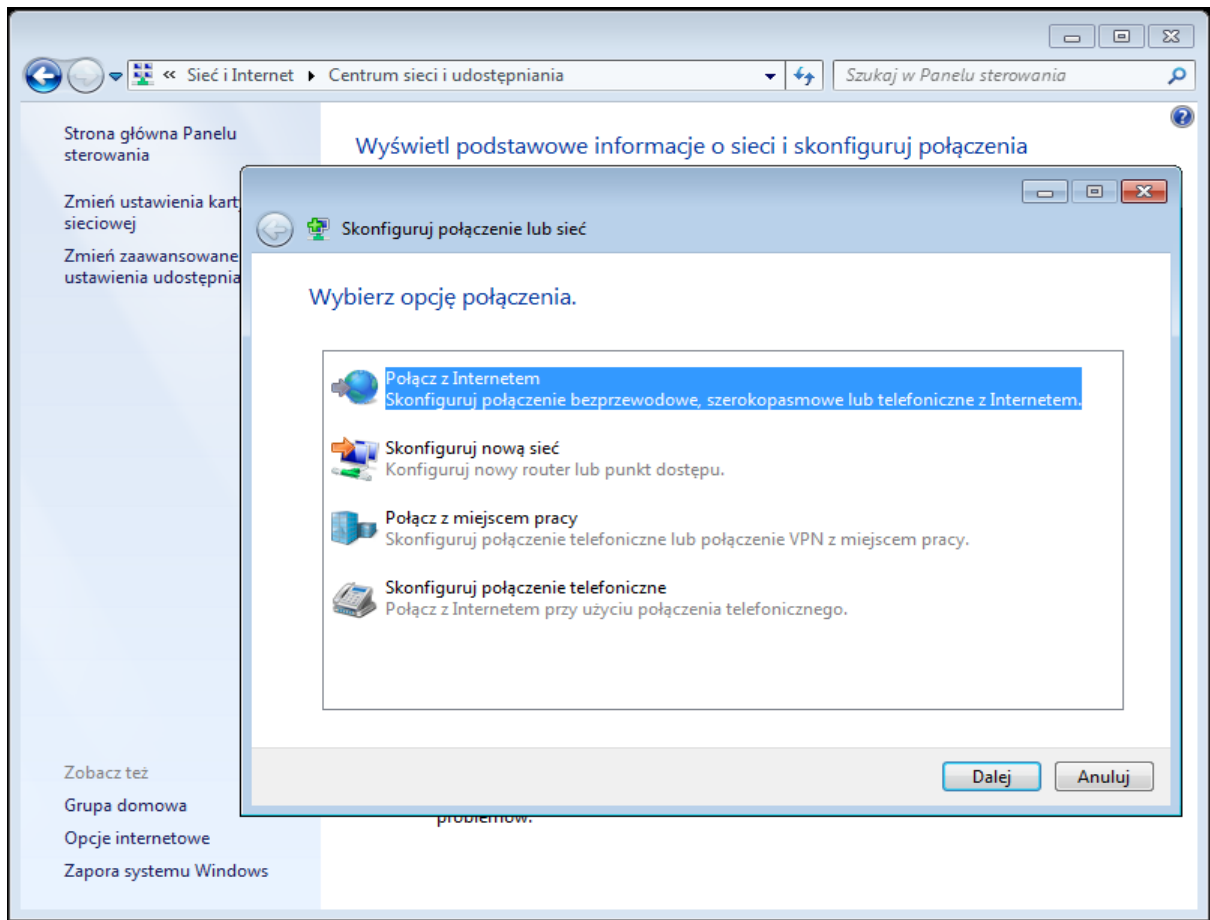 « Sieć i Internet ▸ Centrum sieci i udostępniania
Szukaj w Panelu sterowania
Strona główna Panelu
sterowania
Zmień ustawienia
sieciowej
Zmień zaawansowane
ustawienia
Wyświetl podstawowe informacje o sieci i skonfiguruj połączenia
Skonfiguruj połączenie lub sieć
Wybierz opcję połączenia.
Połącz z Internetem
Skonfiguruj połączenie bezprzewodowe, szerokopasmowe lub telefoniczne z Internetem.
Skonfiguruj nową sieć
Konfiguruj nowy router lub punkt dostępu.
Połącz z miejscem pracy
Skonfiguruj połączenie telefoniczne lub połączenie VPN z miejscem pracy.
Skonfiguruj połączenie telefoniczne
Połącz z Internetem przy użyciu połączenia telefonicznego.
Dalej
Anuluj
problemów.
Zobacz też
Grupa domowa
Opcje internetowe
Zapora systemu Windows